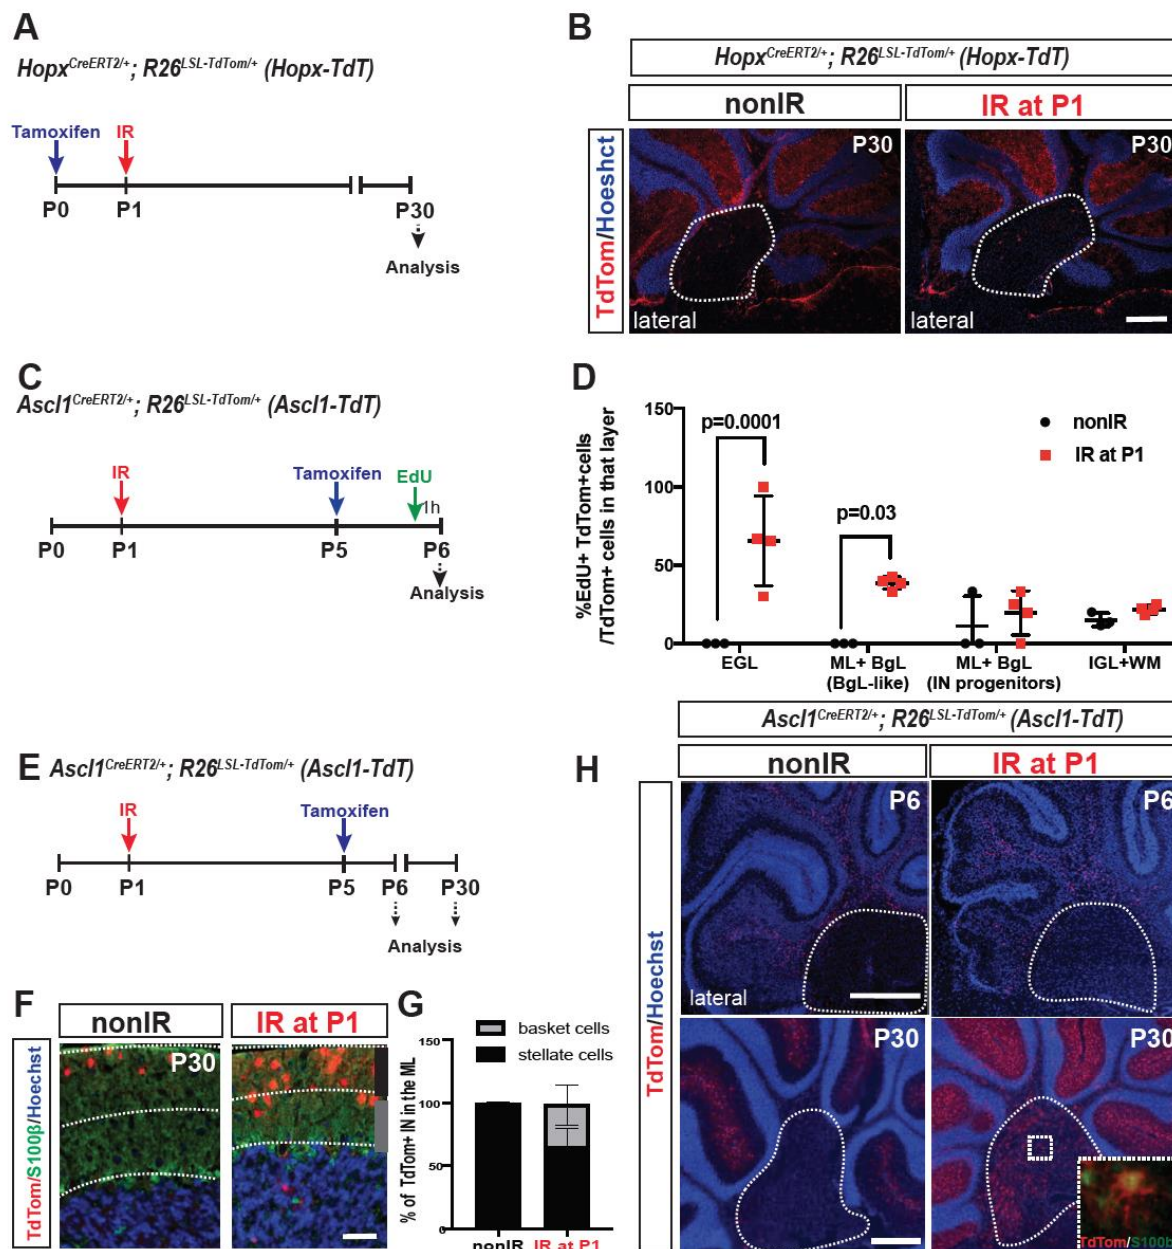 A
Hopx^CreERT2/+; R26^LSL-TdTom/+ (Hopx-TdT)
Tamoxifen IR
P0 P1 P30
Analysis
B
Hopx^CreERT2/+; R26^LSL-TdTom/+ (Hopx-TdT)
nonIR IR at P1
TdTom/Hoeshct
P30 P30
lateral lateral
C
Ascl1^CreERT2/+; R26^LSL-TdTom/+ (Ascl1-TdT)
IR Tamoxifen EdU
1h
P0 P1 P5 P6
Analysis
D
%EdU+ TdTom+cells
/TdTom+ cells in that layer
150
100
50
0
p=0.0001
p=0.03
nonIR
IR at P1
EGL ML+ BgL ML+ BgL IGL+WM
(BgL-like) (IN progenitors)
E
Ascl1^CreERT2/+; R26^LSL-TdTom/+ (Ascl1-TdT)
IR Tamoxifen
P0 P1 P5 P6 P30
Analysis
F
nonIR IR at P1
TdTom/S100β/Hoechst
P30
G
basket cells
stellate cells
% of TdTom+ IN in the ML
150
100
50
0
nonIR IR at P1
H
Ascl1^CreERT2/+; R26^LSL-TdTom/+ (Ascl1-TdT)
nonIR IR at P1
TdTom/Hoechst
P6 P6
lateral
P30 P30